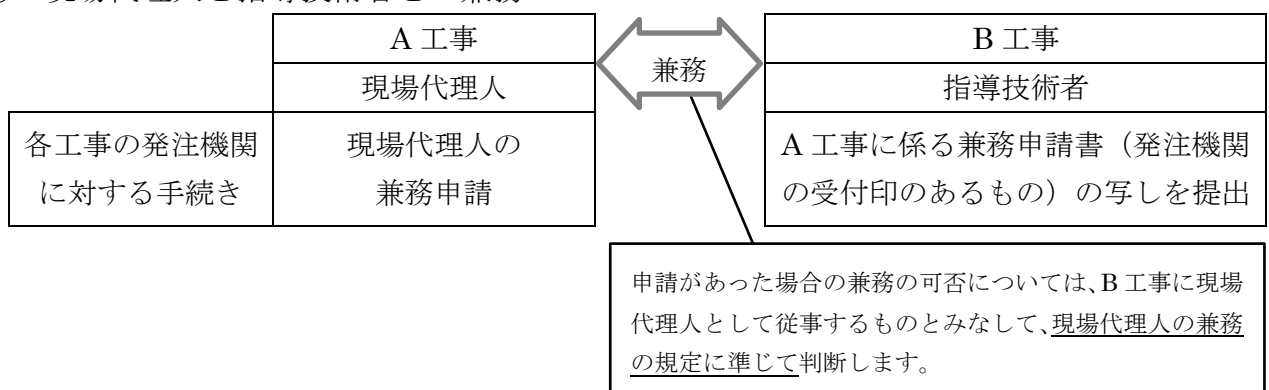 A 工事
兼務
B 工事
現場代理人
指導技術者
各工事の発注機関
に対する手続き
現場代理人の
兼務申請
A 工事に係る兼務申請書（発注機関
の受付印のあるもの）の写しを提出
申請があった場合の兼務の可否については、B 工事に現場
代理人として従事するものとみなして、現場代理人の兼務
の規定に準じて判断します。